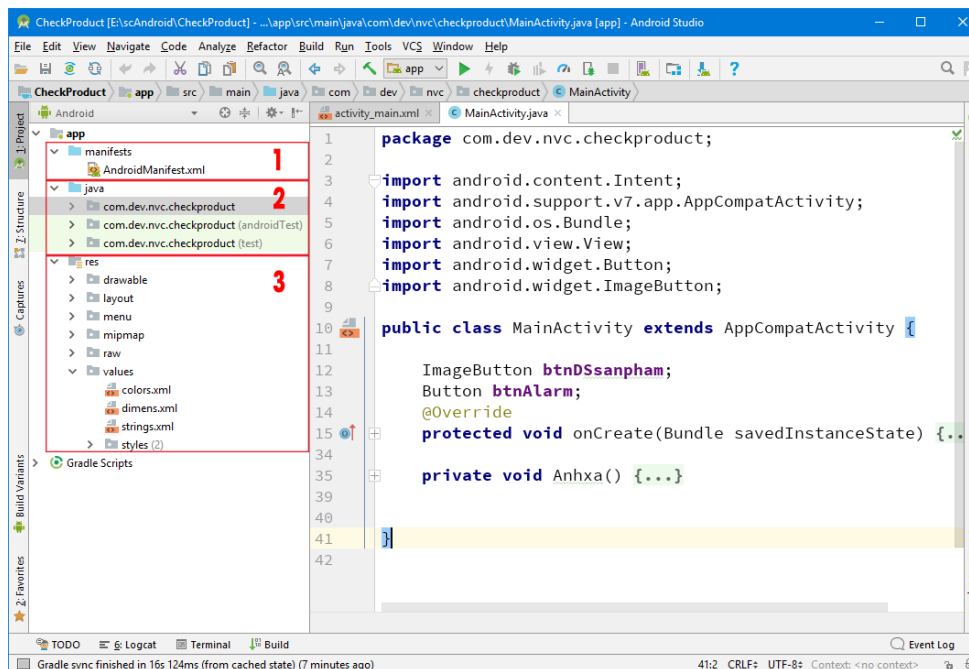 CheckProduct [E:\scAndroid\CheckProduct] - ...\app\src\main\java\com\dev\nvc\checkproduct\MainActivity.java [app] - Android Studio
File Edit View Navigate Code Analyze Refactor Build Run Tools VCS Window Help
app
CheckProduct app src main java com dev nvc checkproduct MainActivity
Android
activity_main.xml MainActivity.java
1: Project
Z: Structure
Captures
Build Variants
2: Favorites
app
manifests
AndroidManifest.xml
1
java
com.dev.nvc.checkproduct
2
com.dev.nvc.checkproduct (androidTest)
com.dev.nvc.checkproduct (test)
res
drawable
3
layout
menu
mipmap
raw
values
colors.xml
dimens.xml
strings.xml
styles (2)
Gradle Scripts
1 package com.dev.nvc.checkproduct;
2
3 import android.content.Intent;
4 import android.support.v7.app.AppCompatActivity;
5 import android.os.Bundle;
6 import android.view.View;
7 import android.widget.Button;
8 import android.widget.ImageButton;
9
10 public class MainActivity extends AppCompatActivity {
11
12 ImageButton btnDSsanpham;
13 Button btnAlarm;
14 @Override
15 protected void onCreate(Bundle savedInstanceState) {..
34
35 private void Anhxa() {...}
39
40
41 }
42
TODO 6: Logcat Terminal Build Event Log
Gradle sync finished in 16s 124ms (from cached state) (7 minutes ago) 41:2 CRLF UTF-8 Context: <no context>